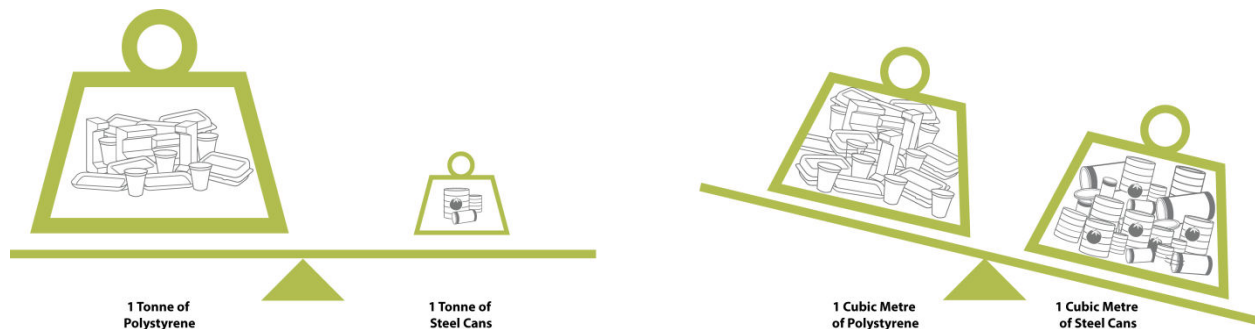 1 Tonne of
Polystyrene
1 Tonne of
Steel Cans
1 Cubic Metre
of Polystyrene
1 Cubic Metre
of Steel Cans